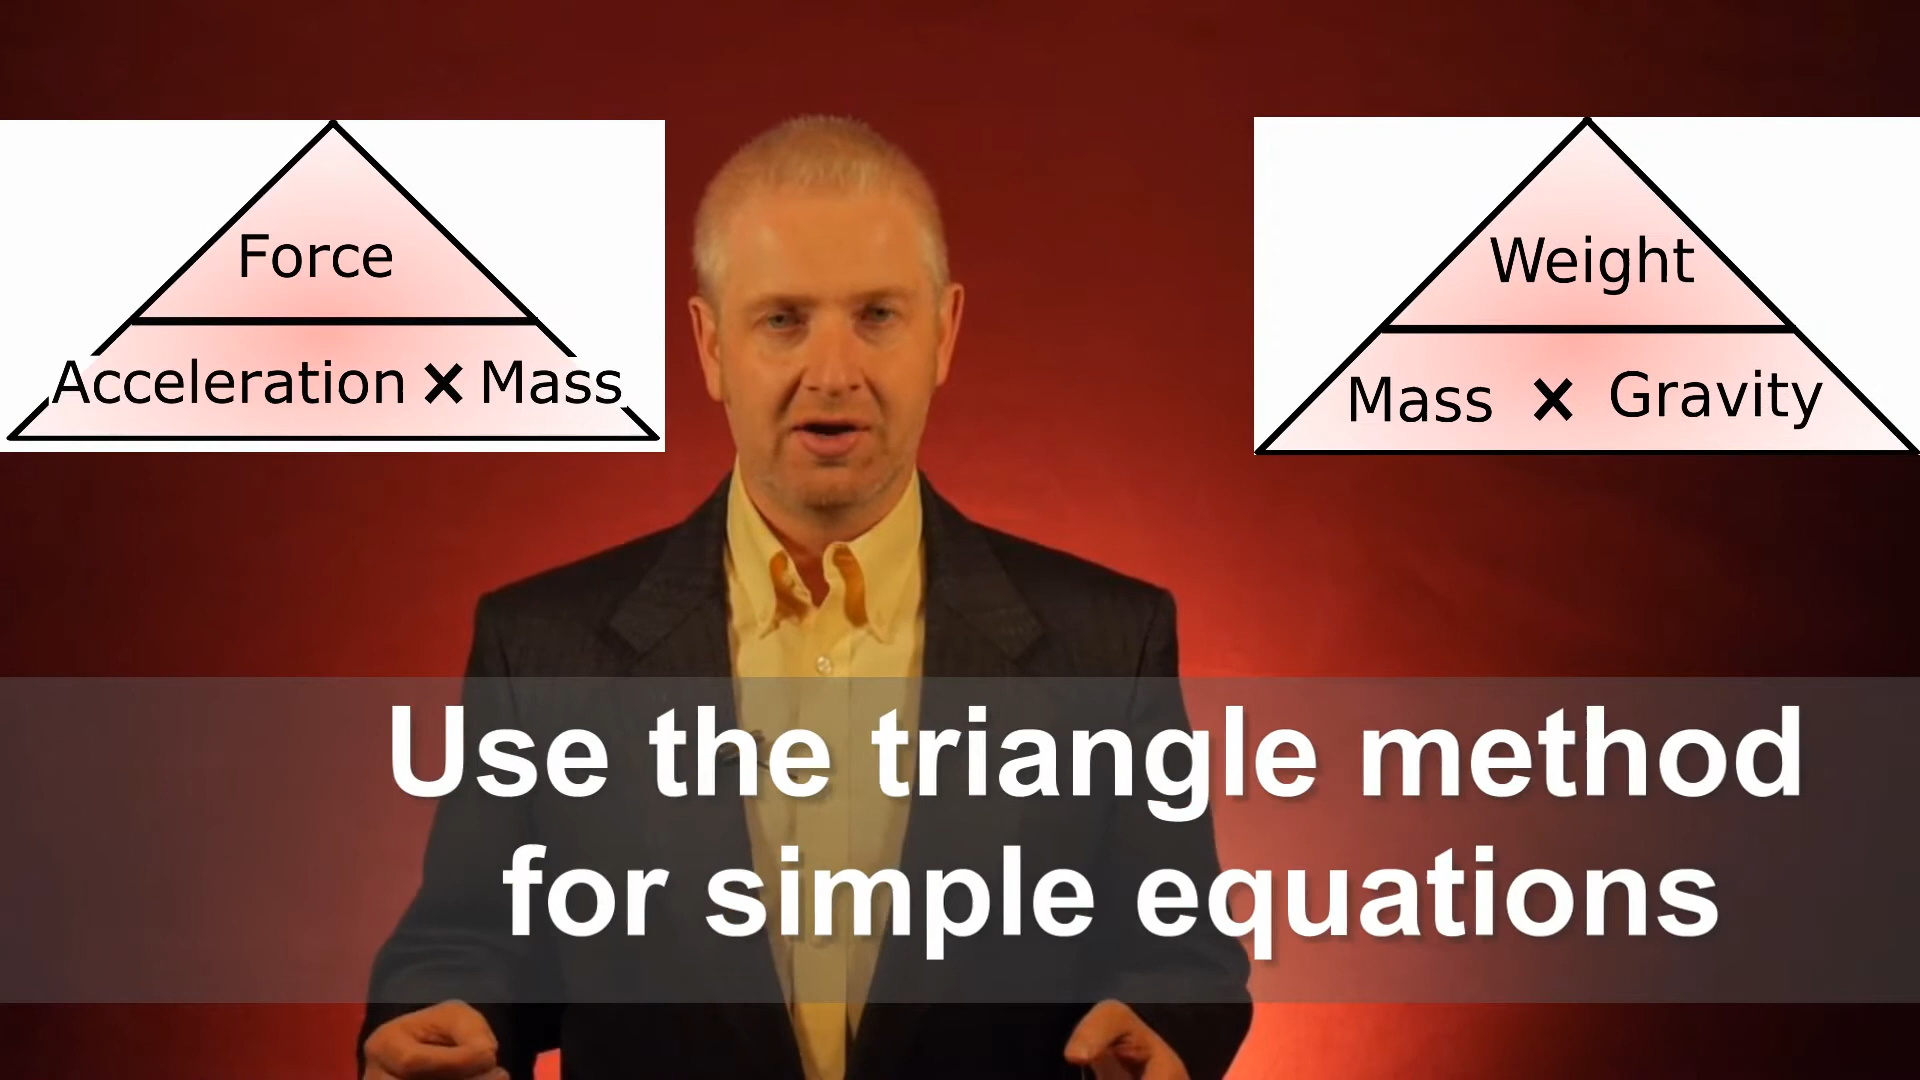 Force
Acceleration × Mass
Weight
Mass × Gravity
Use the triangle method
for simple equations